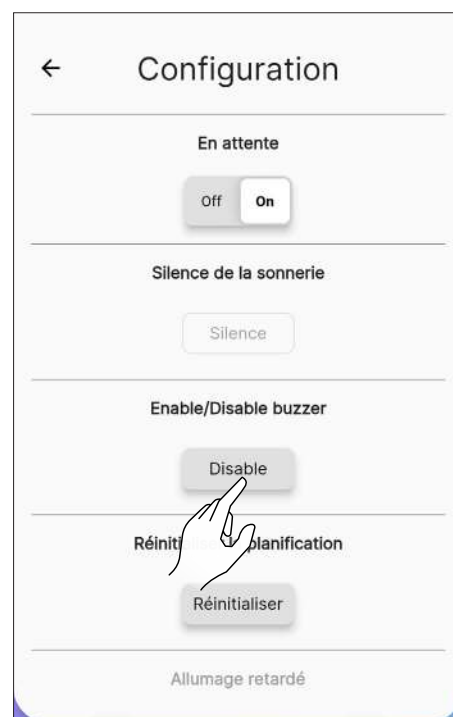 Configuration
En attente
Off On
Silence de la sonnerie
Silence
Enable/Disable buzzer
Disable
planification
Réinitialiser
Allumage retardé